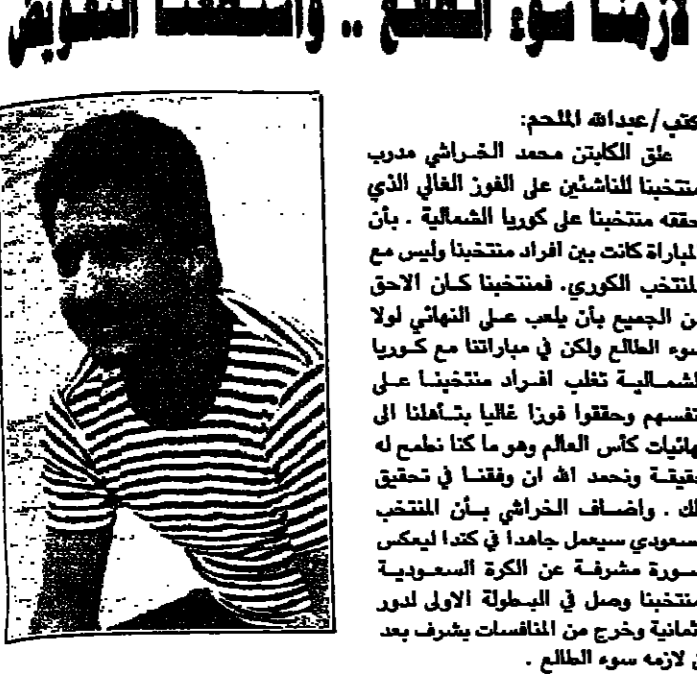 لازمنا سوء الطالع .. واستطعنا التعويض
كتب/عبدالله الملحم:
علق الكابتن محمد الخراشي مدرب
منتخبنا للناشئين على الفوز الغالي الذي
حققه منتخبنا على كوريا الشمالية . بأن
المباراة كانت بين افراد منتخبنا وليس مع
المنتخب الكوري. فمنتخبنا كان الاحق
من الجميع بأن يلعب على النهائي لولا
سوء الطالع ولكن في مباراتنا مع كوريا
الشمالية تغلب افراد منتخبنا على
انفسهم وحققوا فوزا غاليا بتأهلنا الى
نهائيات كأس العالم وهو ما كنا نطمح له
حقيقة ونحمد الله ان وفقنا في تحقيق
ذلك . واضاف الخراشي بأن المنتخب
السعودي سيعمل جاهدا في كندا ليعكس
صورة مشرفة عن الكرة السعودية
فمنتخبنا وصل في البطولة الاولى لدور
الثمانية وخرج من المنافسات بشرف بعد
ان لازمه سوء الطالع .